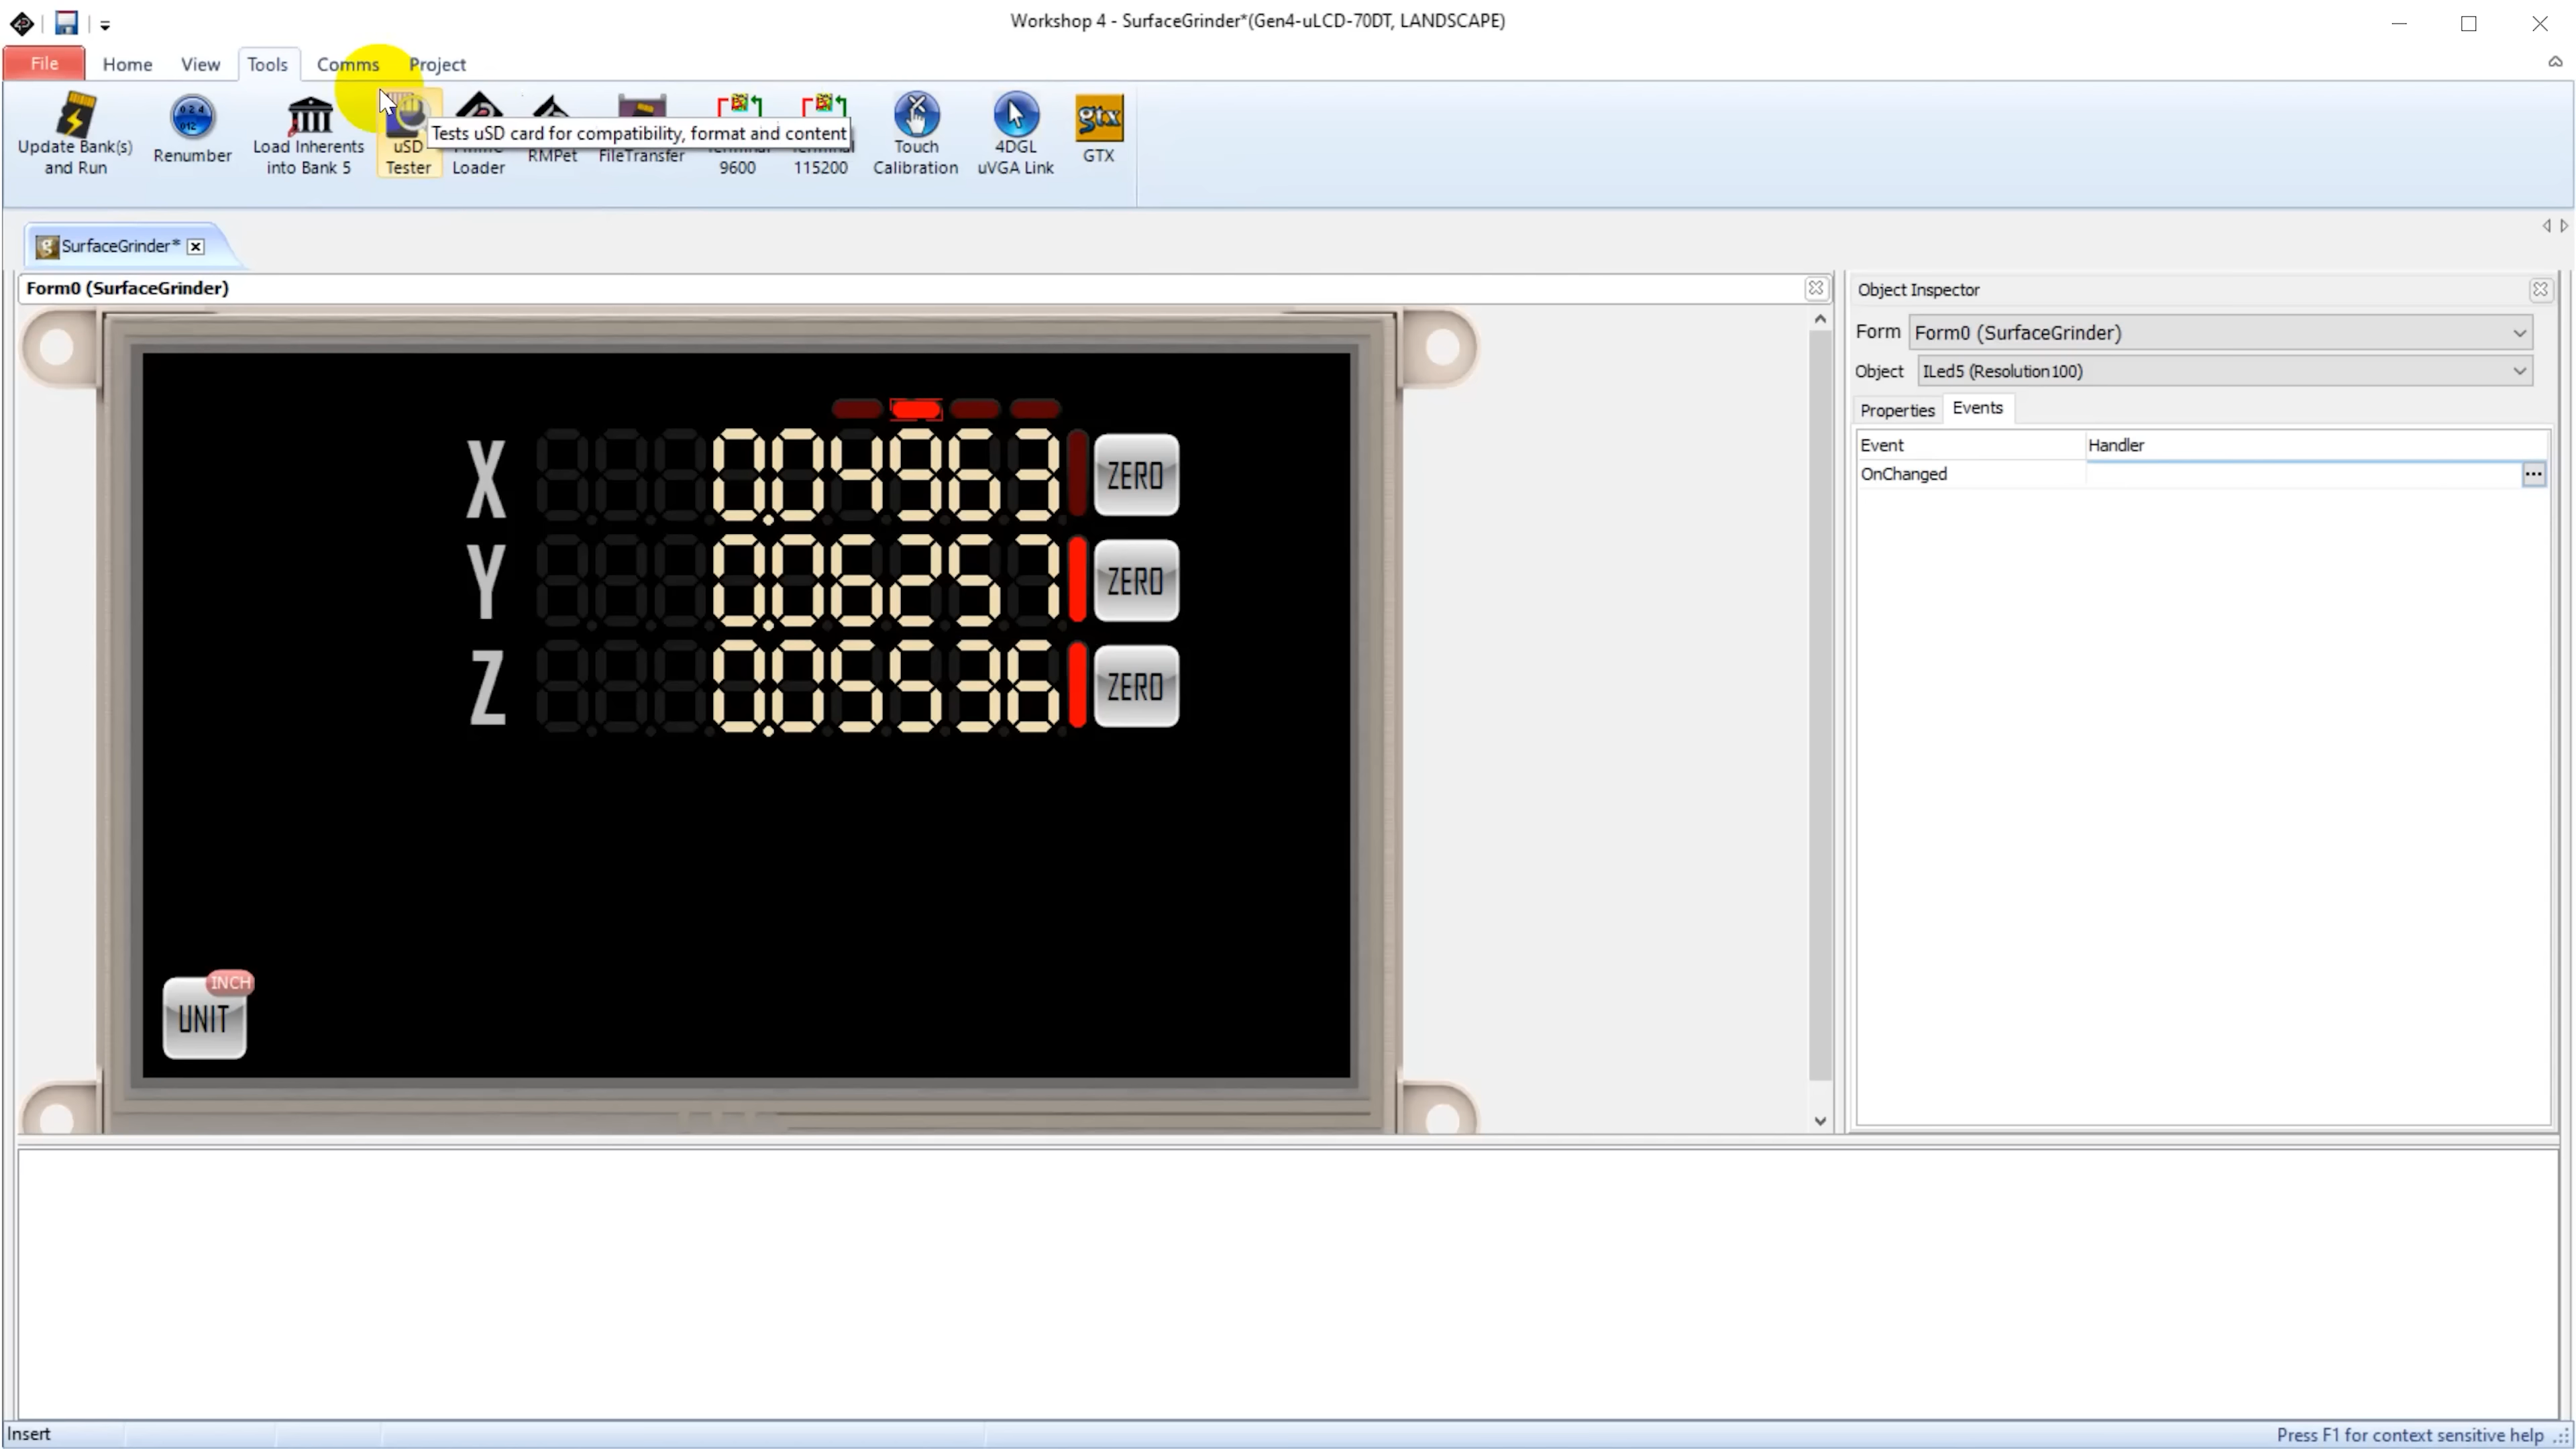 Workshop 4 - SurfaceGrinder*(Gen4-uLCD-70DT, LANDSCAPE)
File Home View Tools Comms Project
Update Bank(s) and Run
Renumber
Load Inherents into Bank 5
uSD Tester
Loader
RMPet
FileTransfer
9600
115200
Touch Calibration
4DGL uVGA Link
gtx
GTX
Tests uSD card for compatibility, format and content
SurfaceGrinder*
Form0 (SurfaceGrinder)
X 0.04963 ZERO
Y 0.06257 ZERO
Z 0.05536 ZERO
INCH
UNIT
Object Inspector
Form Form0 (SurfaceGrinder)
Object ILed5 (Resolution100)
Properties Events
Event Handler
OnChanged ...
Insert
Press F1 for context sensitive help